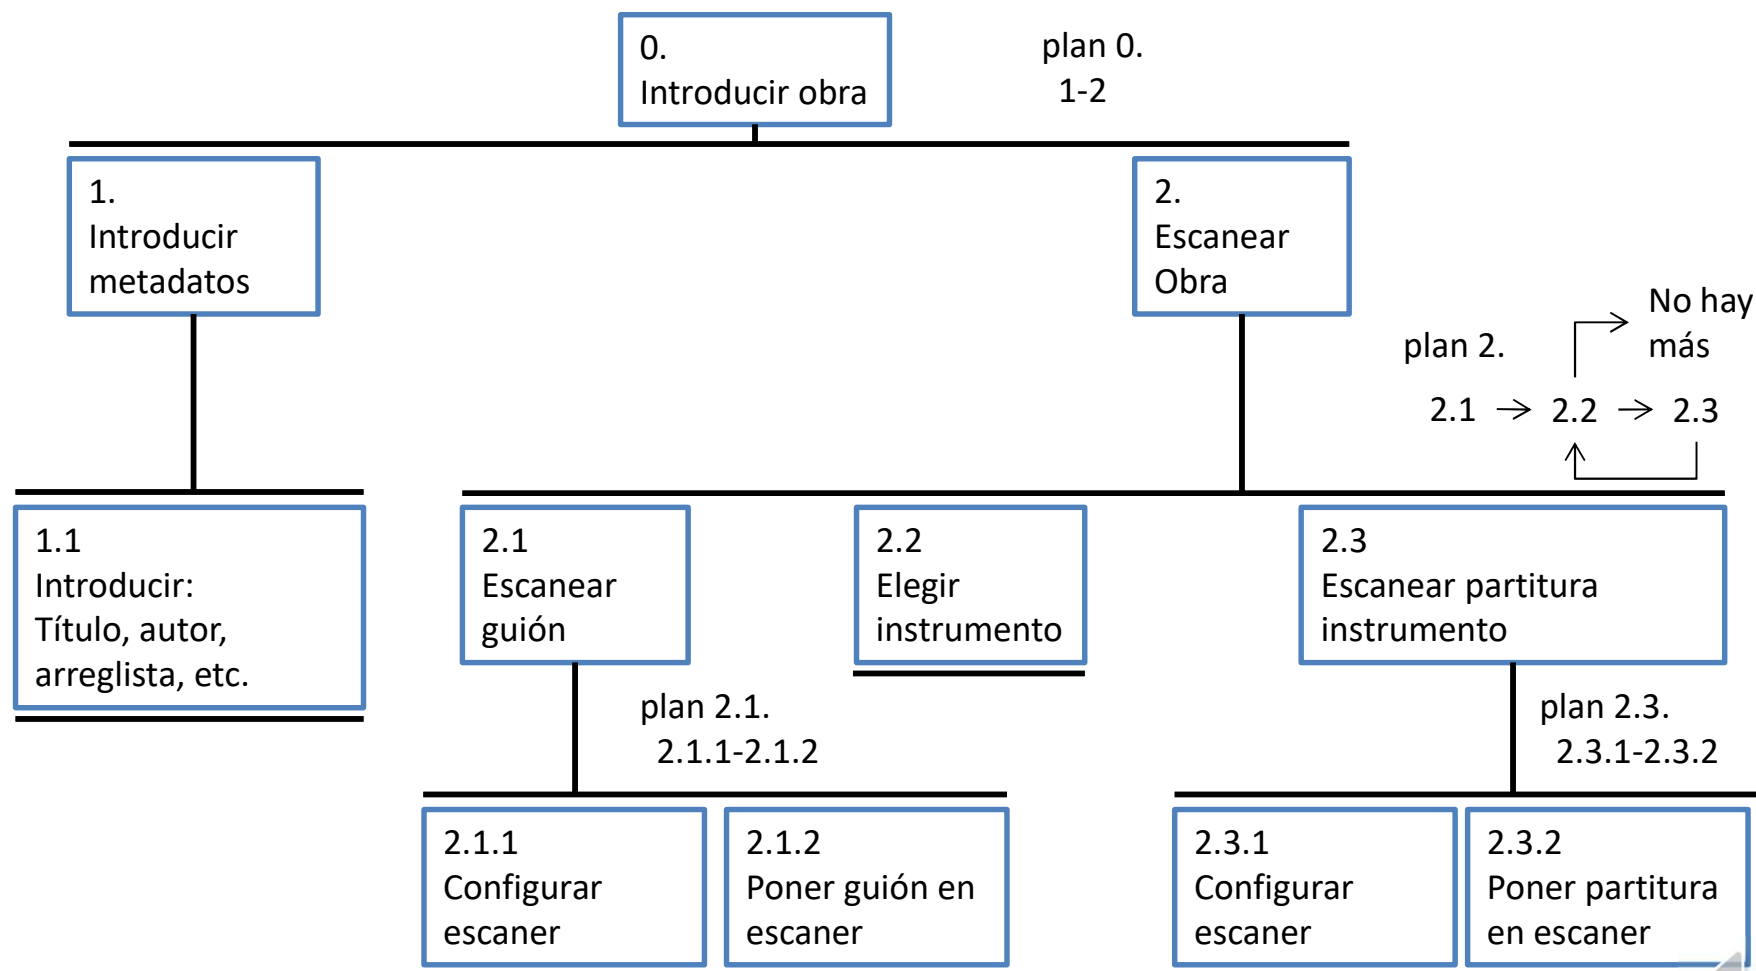 0.
Introducir obra
plan 0.
1-2
1.
Introducir
metadatos
2.
Escanear
Obra
No hay
más
plan 2.
2.1 → 2.2 → 2.3
1.1
Introducir:
Título, autor,
arreglista, etc.
2.1
Escanear
guión
2.2
Elegir
instrumento
2.3
Escanear partitura
instrumento
plan 2.1.
2.1.1-2.1.2
plan 2.3.
2.3.1-2.3.2
2.1.1
Configurar
escaner
2.1.2
Poner guión en
escaner
2.3.1
Configurar
escaner
2.3.2
Poner partitura
en escaner